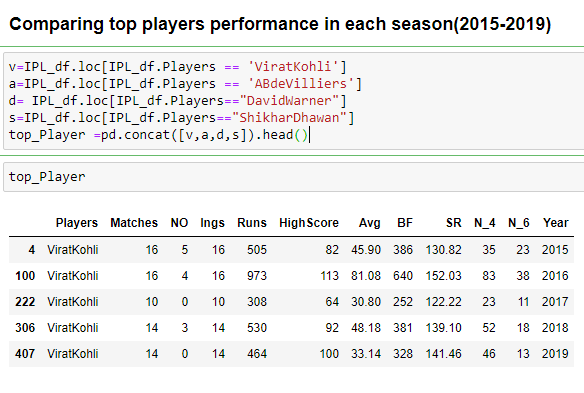 Comparing top players performance in each season(2015-2019)
v=IPL_df.loc[IPL_df.Players == 'ViratKohli']
a=IPL_df.loc[IPL_df.Players == 'ABdeVilliers']
d= IPL_df.loc[IPL_df.Players=="DavidWarner"]
s=IPL_df.loc[IPL_df.Players=="ShikharDhawan"]
top_Player =pd.concat([v,a,d,s]).head()
top_Player
Players Matches NO Ings Runs HighScore Avg BF SR N_4 N_6 Year
4 ViratKohli 16 5 16 505 82 45.90 386 130.82 35 23 2015
100 ViratKohli 16 4 16 973 113 81.08 640 152.03 83 38 2016
222 ViratKohli 10 0 10 308 64 30.80 252 122.22 23 11 2017
306 ViratKohli 14 3 14 530 92 48.18 381 139.10 52 18 2018
407 ViratKohli 14 0 14 464 100 33.14 328 141.46 46 13 2019